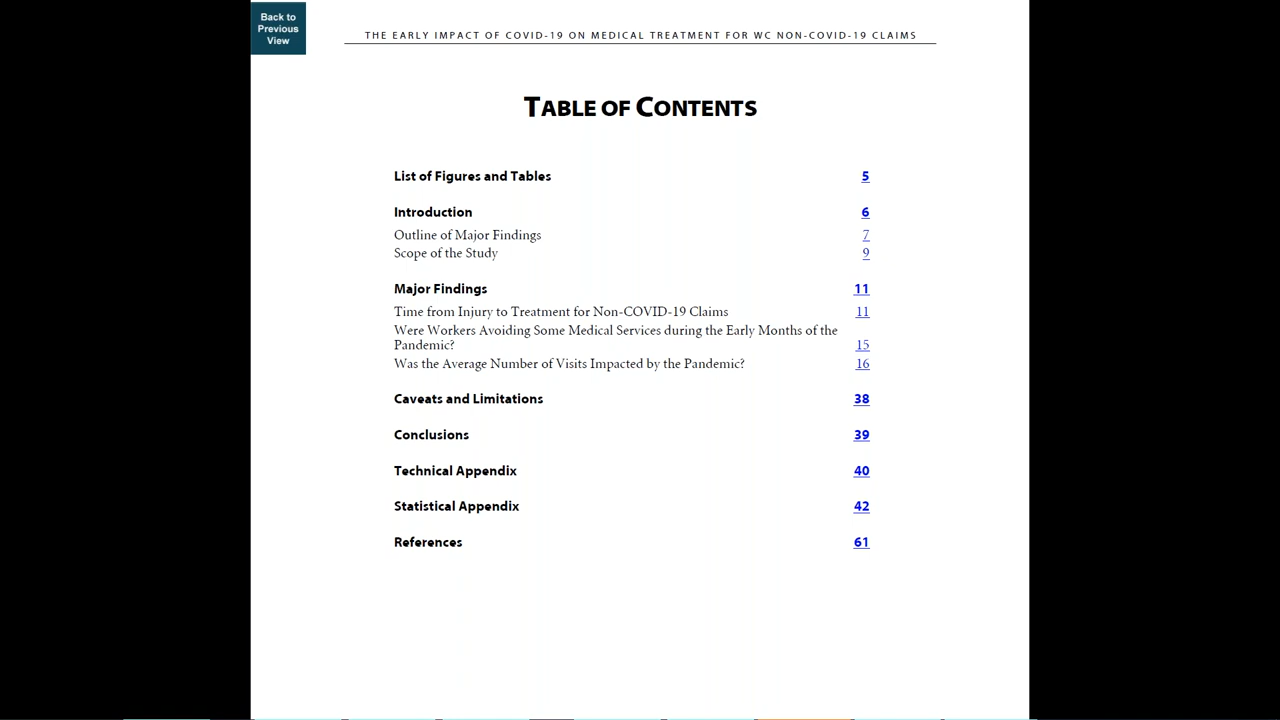 Back to
Previous
View
THE EARLY IMPACT OF COVID-19 ON MEDICAL TREATMENT FOR WC NON-COVID-19 CLAIMS
TABLE OF CONTENTS
List of Figures and Tables 5
Introduction 6
Outline of Major Findings 7
Scope of the Study 9
Major Findings 11
Time from Injury to Treatment for Non-COVID-19 Claims 11
Were Workers Avoiding Some Medical Services during the Early Months of the
Pandemic? 15
Was the Average Number of Visits Impacted by the Pandemic? 16
Caveats and Limitations 38
Conclusions 39
Technical Appendix 40
Statistical Appendix 42
References 61